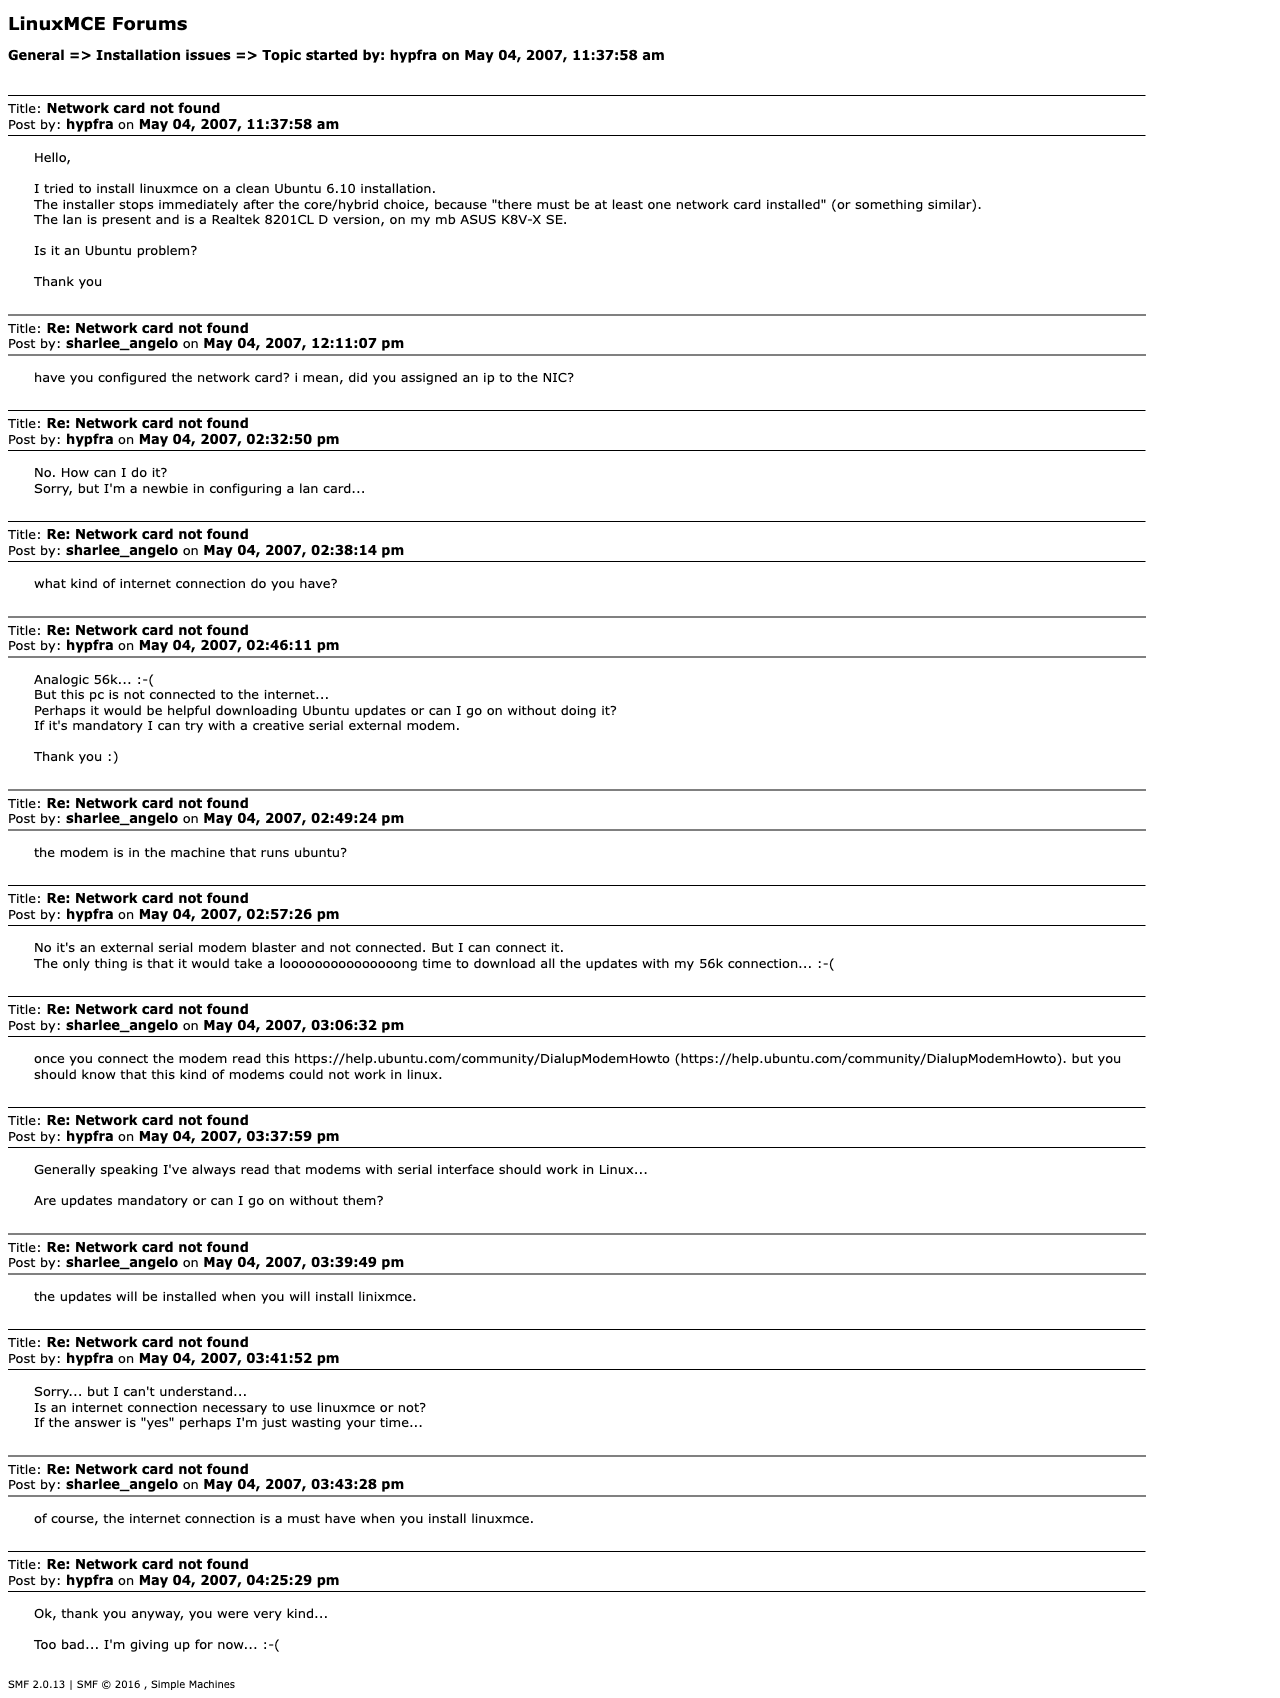 LinuxMCE Forums
General => Installation issues => Topic started by: hypfra on May 04, 2007, 11:37:58 am
Title: Network card not found
Post by: hypfra on May 04, 2007, 11:37:58 am
Hello,
I tried to install linuxmce on a clean Ubuntu 6.10 installation.
The installer stops immediately after the core/hybrid choice, because "there must be at least one network card installed" (or something similar).
The lan is present and is a Realtek 8201CL D version, on my mb ASUS K8V-X SE.
Is it an Ubuntu problem?
Thank you
Title: Re: Network card not found
Post by: sharlee_angelo on May 04, 2007, 12:11:07 pm
have you configured the network card? i mean, did you assigned an ip to the NIC?
Title: Re: Network card not found
Post by: hypfra on May 04, 2007, 02:32:50 pm
No. How can I do it?
Sorry, but I'm a newbie in configuring a lan card...
Title: Re: Network card not found
Post by: sharlee_angelo on May 04, 2007, 02:38:14 pm
what kind of internet connection do you have?
Title: Re: Network card not found
Post by: hypfra on May 04, 2007, 02:46:11 pm
Analogic 56k... :-(
But this pc is not connected to the internet...
Perhaps it would be helpful downloading Ubuntu updates or can I go on without doing it?
If it's mandatory I can try with a creative serial external modem.
Thank you :)
Title: Re: Network card not found
Post by: sharlee_angelo on May 04, 2007, 02:49:24 pm
the modem is in the machine that runs ubuntu?
Title: Re: Network card not found
Post by: hypfra on May 04, 2007, 02:57:26 pm
No it's an external serial modem blaster and not connected. But I can connect it.
The only thing is that it would take a looooooooooooooong time to download all the updates with my 56k connection... :-(
Title: Re: Network card not found
Post by: sharlee_angelo on May 04, 2007, 03:06:32 pm
once you connect the modem read this https://help.ubuntu.com/community/DialupModemHowto (https://help.ubuntu.com/community/DialupModemHowto). but you
should know that this kind of modems could not work in linux.
Title: Re: Network card not found
Post by: hypfra on May 04, 2007, 03:37:59 pm
Generally speaking I've always read that modems with serial interface should work in Linux...
Are updates mandatory or can I go on without them?
Title: Re: Network card not found
Post by: sharlee_angelo on May 04, 2007, 03:39:49 pm
the updates will be installed when you will install linixmce.
Title: Re: Network card not found
Post by: hypfra on May 04, 2007, 03:41:52 pm
Sorry... but I can't understand...
Is an internet connection necessary to use linuxmce or not?
If the answer is "yes" perhaps I'm just wasting your time...
Title: Re: Network card not found
Post by: sharlee_angelo on May 04, 2007, 03:43:28 pm
of course, the internet connection is a must have when you install linuxmce.
Title: Re: Network card not found
Post by: hypfra on May 04, 2007, 04:25:29 pm
Ok, thank you anyway, you were very kind...
Too bad... I'm giving up for now... :-(
SMF 2.0.13 | SMF © 2016 , Simple Machines